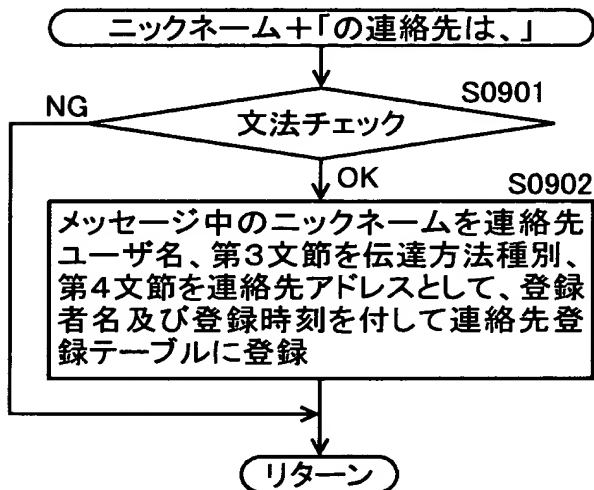 ニックネーム+「の連絡先は、」
S0901
NG
文法チェック
OK
S0902
メッセージ中のニックネームを連絡先
ユーザ名、第3文節を伝達方法種別、
第4文節を連絡先アドレスとして、登録
者名及び登録時刻を付して連絡先登
録テーブルに登録
リターン